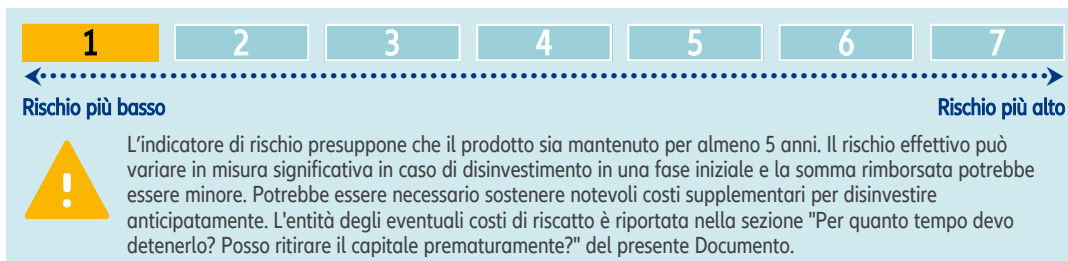 1 2 3 4 5 6 7
Rischio più basso Rischio più alto
L'indicatore di rischio presuppone che il prodotto sia mantenuto per almeno 5 anni. Il rischio effettivo può
variare in misura significativa in caso di disinvestimento in una fase iniziale e la somma rimborsata potrebbe
essere minore. Potrebbe essere necessario sostenere notevoli costi supplementari per disinvestire
anticipatamente. L'entità degli eventuali costi di riscatto è riportata nella sezione "Per quanto tempo devo
detenerlo? Posso ritirare il capitale prematuramente?" del presente Documento.